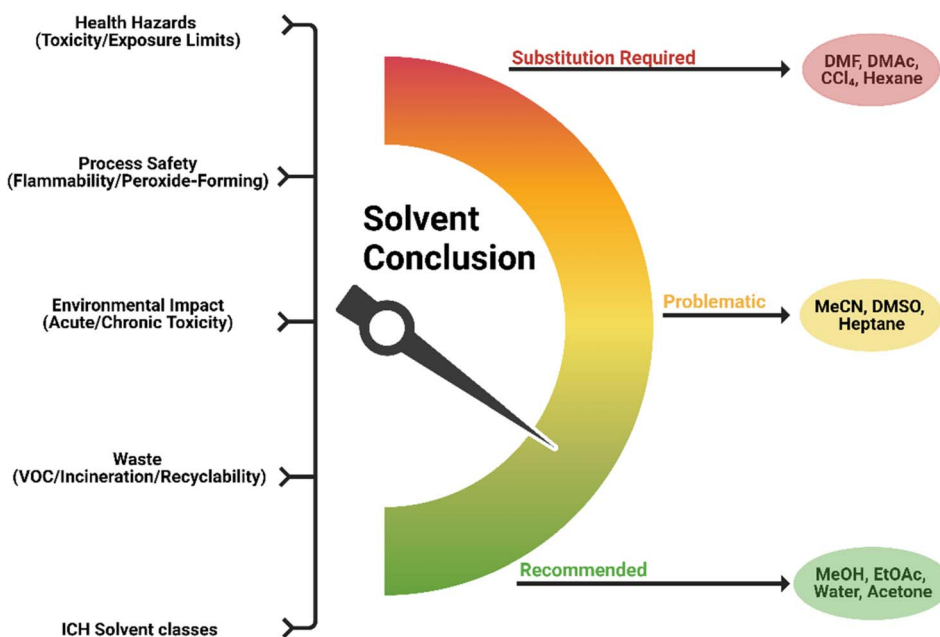 Health Hazards
(Toxicity/Exposure Limits)
Process Safety
(Flammability/Peroxide-Forming)
Environmental Impact
(Acute/Chronic Toxicity)
Waste
(VOC/Incineration/Recyclability)
ICH Solvent classes
Solvent
Conclusion
Substitution Required
DMF, DMAc,
CCl₄, Hexane
Problematic
MeCN, DMSO,
Heptane
Recommended
MeOH, EtOAc,
Water, Acetone